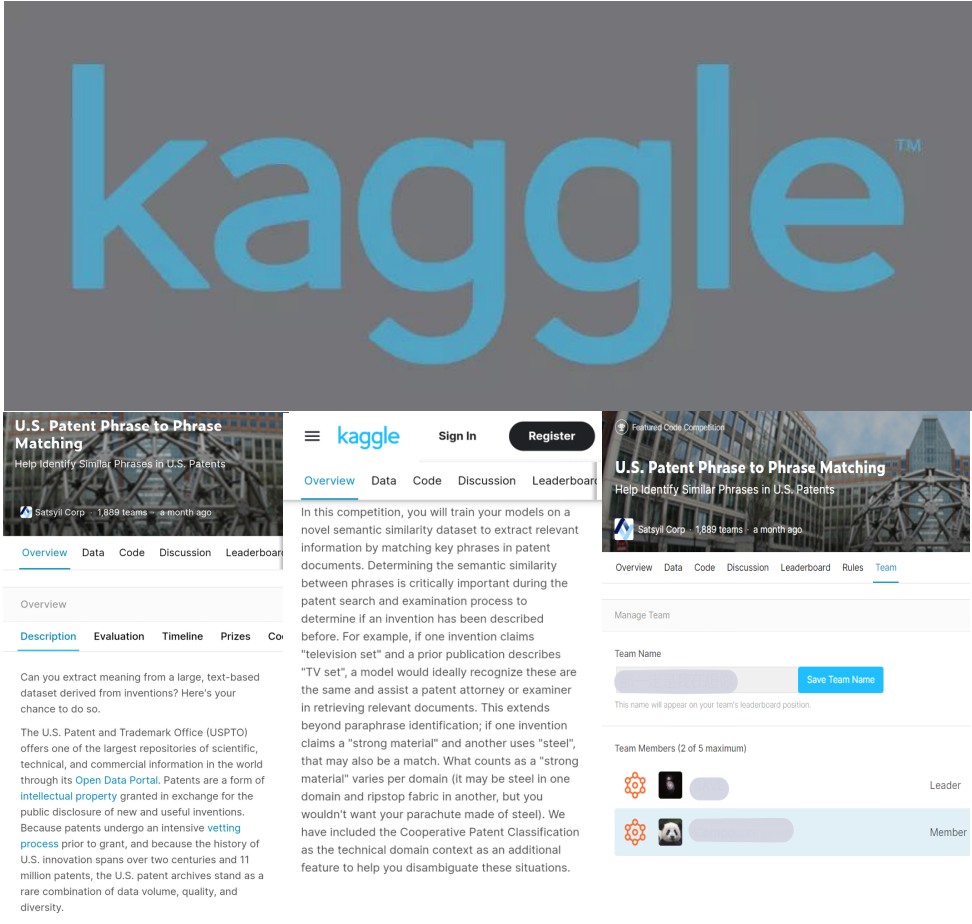 kaggle™
U.S. Patent Phrase to Phrase
Matching
Help Identify Similar Phrases in U.S. Patents
Satsyil Corp · 1,889 teams · a month ago
Overview Data Code Discussion Leaderboar
Overview
Description Evaluation Timeline Prizes Co
Can you extract meaning from a large, text-based
dataset derived from inventions? Here's your
chance to do so.
The U.S. Patent and Trademark Office (USPTO)
offers one of the largest repositories of scientific,
technical, and commercial information in the world
through its Open Data Portal. Patents are a form of
intellectual property granted in exchange for the
public disclosure of new and useful inventions.
Because patents undergo an intensive vetting
process prior to grant, and because the history of
U.S. innovation spans over two centuries and 11
million patents, the U.S. patent archives stand as a
rare combination of data volume, quality, and
diversity.
kaggle Sign In Register
Overview Data Code Discussion Leaderboard
In this competition, you will train your models on a
novel semantic similarity dataset to extract relevant
information by matching key phrases in patent
documents. Determining the semantic similarity
between phrases is critically important during the
patent search and examination process to
determine if an invention has been described
before. For example, if one invention claims
"television set" and a prior publication describes
"TV set", a model would ideally recognize these are
the same and assist a patent attorney or examiner
in retrieving relevant documents. This extends
beyond paraphrase identification; if one invention
claims a "strong material" and another uses "steel",
that may also be a match. What counts as a "strong
material" varies per domain (it may be steel in one
domain and ripstop fabric in another, but you
wouldn't want your parachute made of steel). We
have included the Cooperative Patent Classification
as the technical domain context as an additional
feature to help you disambiguate these situations.
Featured Code Competition
U.S. Patent Phrase to Phrase Matching
Help Identify Similar Phrases in U.S. Patents
Satsyil Corp · 1,889 teams · a month ago
Overview Data Code Discussion Leaderboard Rules Team
Manage Team
Team Name
Save Team Name
This name will appear on your team's leaderboard position.
Team Members (2 of 5 maximum)
Leader
Member